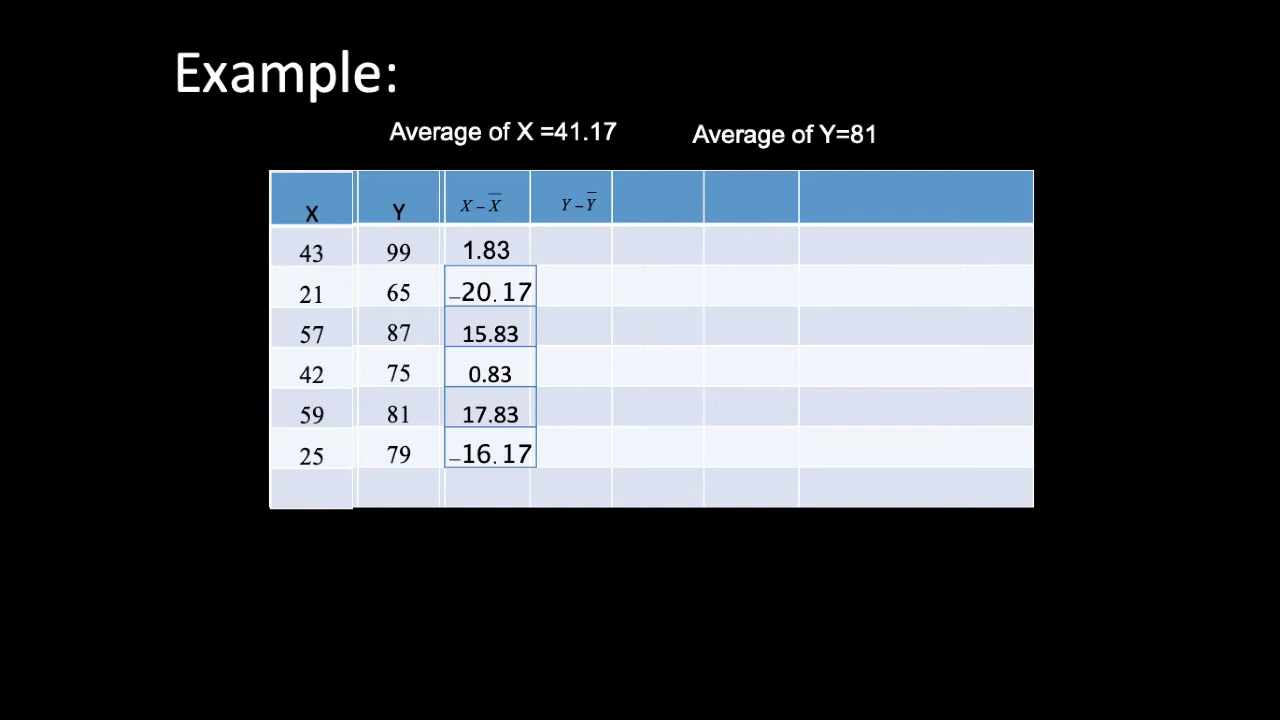 Example:
Average of X =41.17 Average of Y=81
X Y X – X̅ Y – Y̅
43 99 1.83
21 65 –20.17
57 87 15.83
42 75 0.83
59 81 17.83
25 79 –16.17